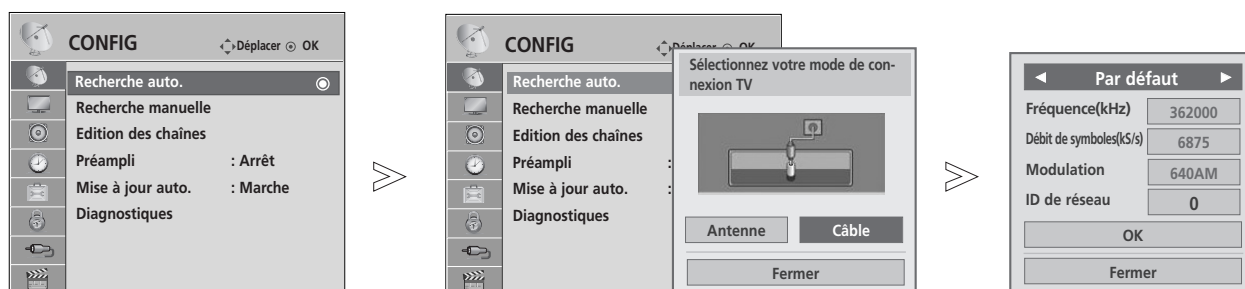 CONFIG
Déplacer OK
Recherche auto.
Recherche manuelle
Edition des chaînes
Préampli : Arrêt
Mise à jour auto. : Marche
Diagnostiques
CONFIG
Déplacer OK
Recherche auto.
Recherche manuelle
Edition des chaînes
Préampli :
Mise à jour auto. :
Diagnostiques
Sélectionnez votre mode de con-
nexion TV
Antenne Câble
Fermer
Par défaut
Fréquence(kHz) 362000
Débit de symboles(kS/s) 6875
Modulation 640AM
ID de réseau 0
OK
Fermer